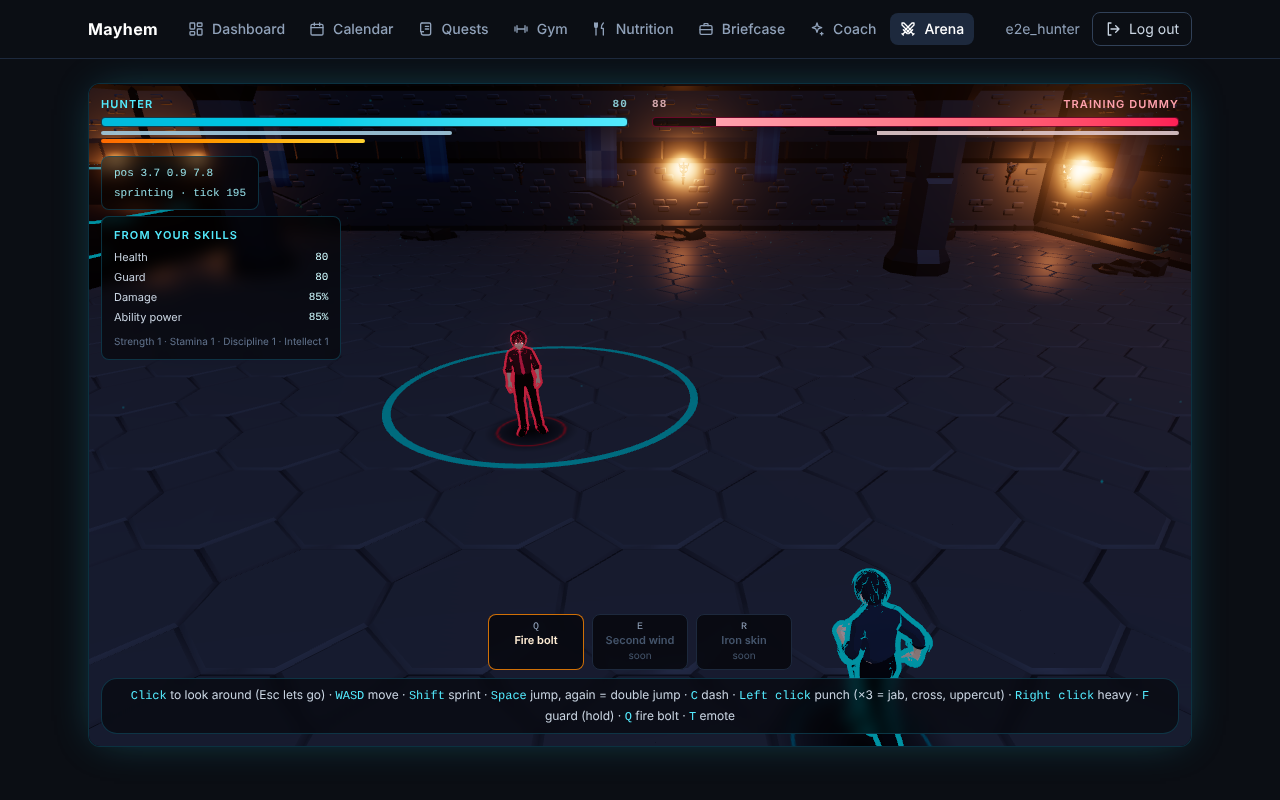 Mayhem
Dashboard
Calendar
Quests
Gym
Nutrition
Briefcase
Coach
Arena
e2e_hunter
Log out
HUNTER
80
88
TRAINING DUMMY
pos 3.7 0.9 7.8
sprinting · tick 195
FROM YOUR SKILLS
Health 80
Guard 80
Damage 85%
Ability power 85%
Strength 1 · Stamina 1 · Discipline 1 · Intellect 1
Q
Fire bolt
E
Second wind
soon
R
Iron skin
soon
Click to look around (Esc lets go) · WASD move · Shift sprint · Space jump, again = double jump · C dash · Left click punch (×3 = jab, cross, uppercut) · Right click heavy · F
guard (hold) · Q fire bolt · T emote